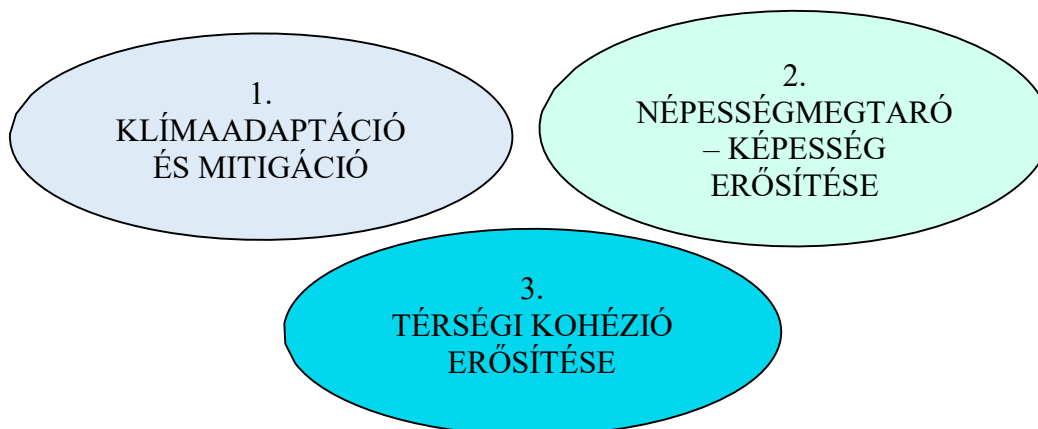 1.
KLÍMAADAPTÁCIÓ
ÉS MITIGÁCIÓ
2.
NÉPESSÉGMEGTARÓ
– KÉPESSÉG
ERŐSÍTÉSE
3.
TÉRSÉGI KOHÉZIÓ
ERŐSÍTÉSE